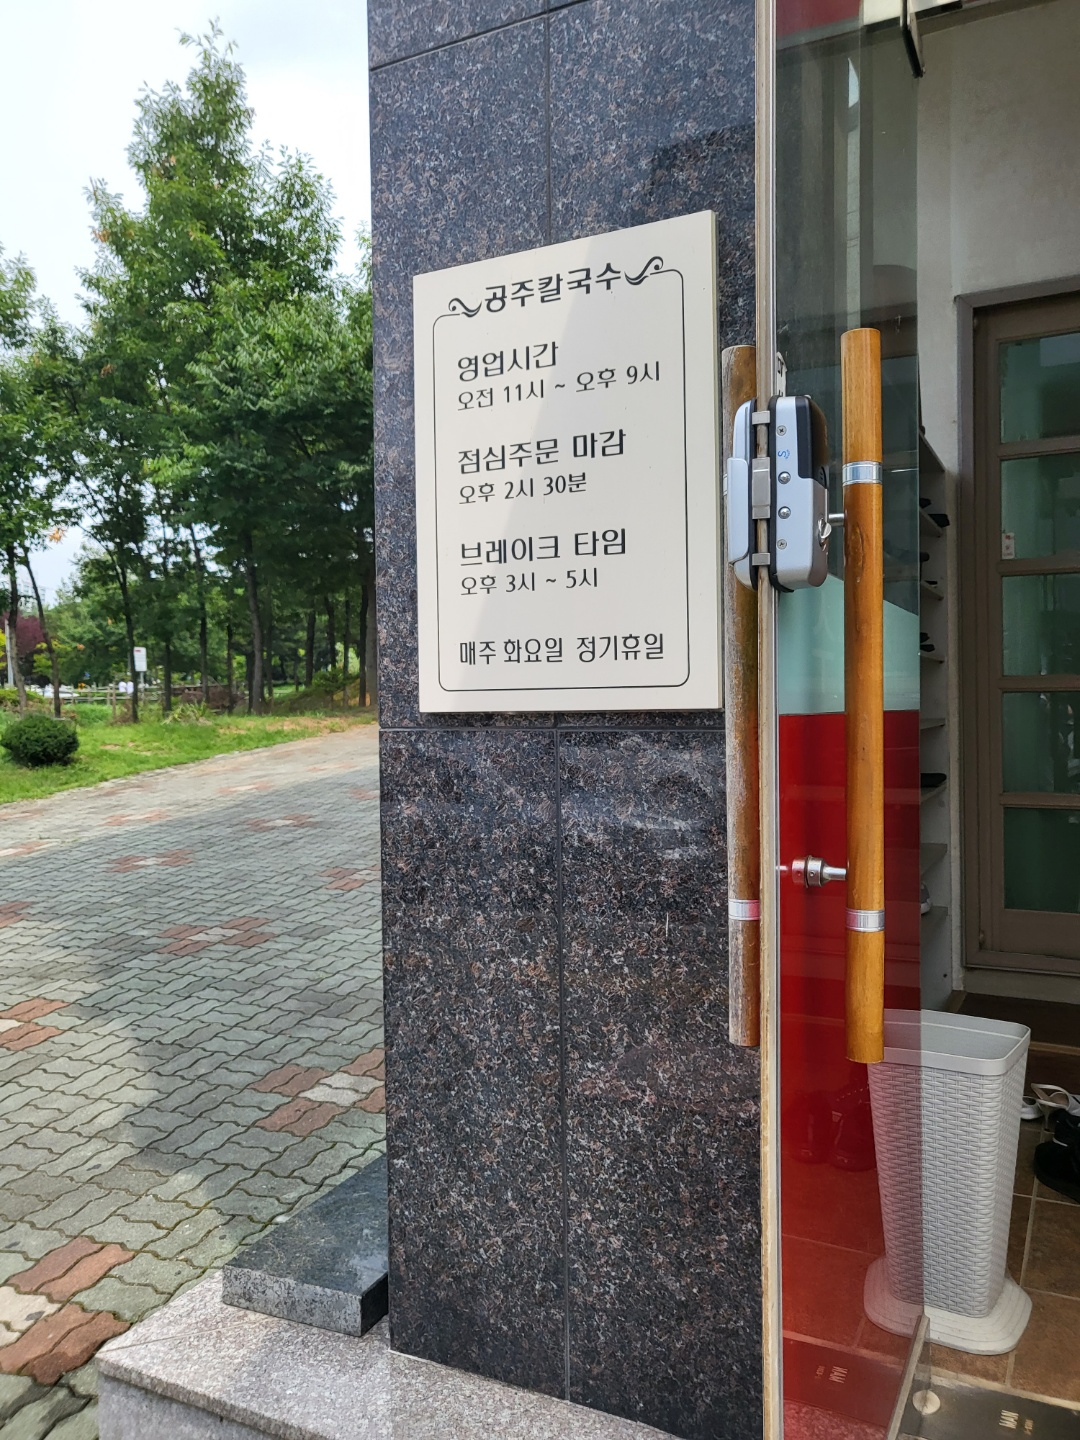 공주칼국수
영업시간
오전 11시 ~ 오후 9시
점심주문 마감
오후 2시 30분
브레이크 타임
오후 3시 ~ 5시
매주 화요일 정기휴일
MAN